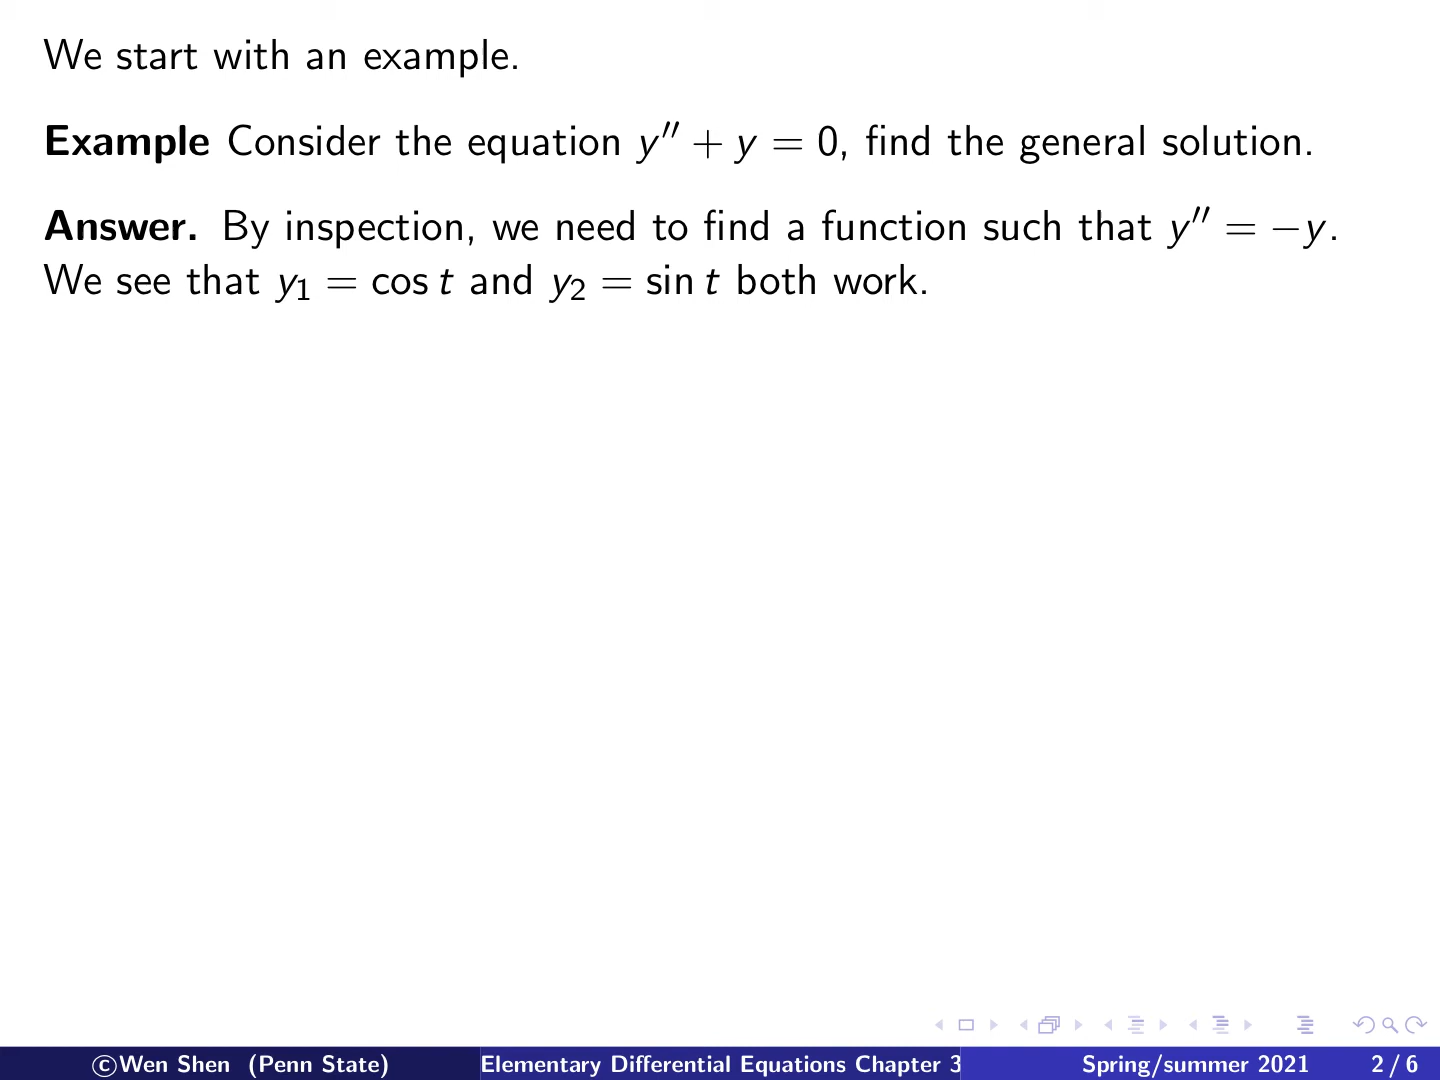 We start with an example.
Example Consider the equation y′′ + y = 0, find the general solution.
Answer. By inspection, we need to find a function such that y′′ = −y.
We see that y₁ = cos t and y₂ = sin t both work.
©Wen Shen (Penn State) Elementary Differential Equations Chapter 3 Spring/summer 2021 2 / 6